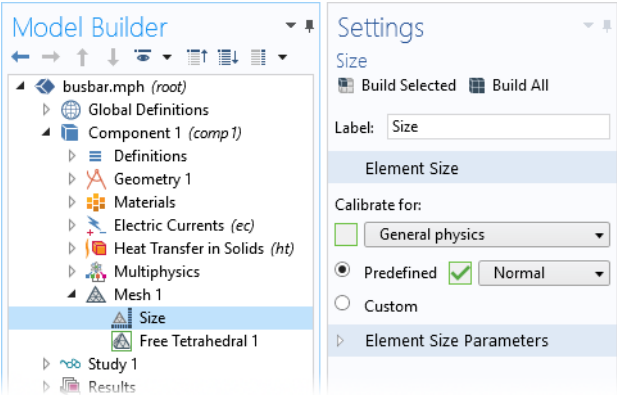 Model Builder
busbar.mph (root)
Global Definitions
Component 1 (comp1)
Definitions
Geometry 1
Materials
Electric Currents (ec)
Heat Transfer in Solids (ht)
Multiphysics
Mesh 1
Size
Free Tetrahedral 1
Study 1
Results
Settings
Size
Build Selected Build All
Label: Size
Element Size
Calibrate for:
General physics
Predefined Normal
Custom
Element Size Parameters